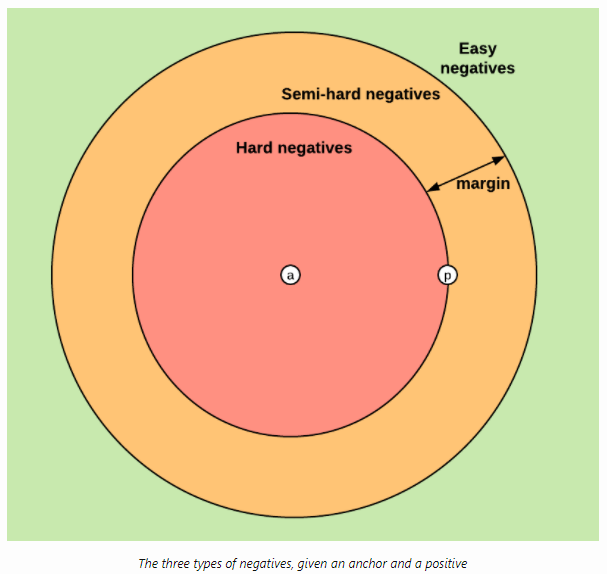 Easy
negatives
Semi-hard negatives
Hard negatives
margin
a
p
The three types of negatives, given an anchor and a positive